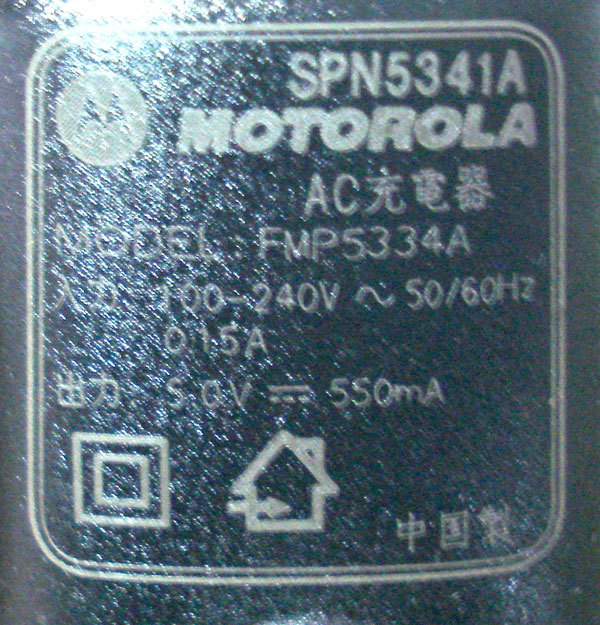 SPN5341A
MOTOROLA
AC充電器
MODEL: FMP5334A
入力 100-240V ~ 50/60Hz
0.15A
出力 5.0V ⎓ 550mA
中国製